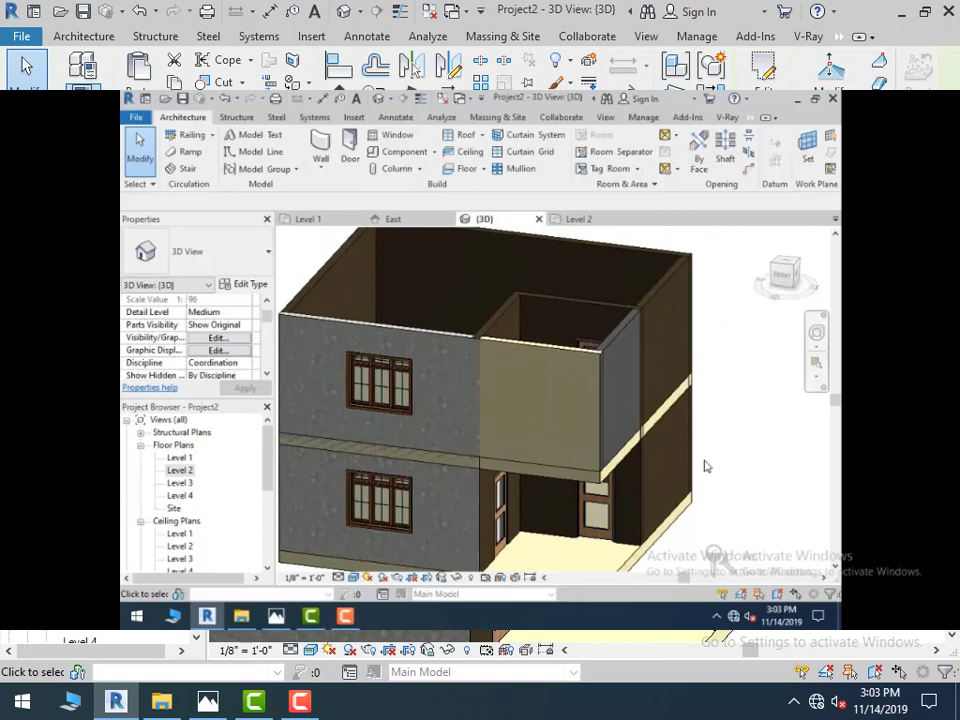 Project2 - 3D View: {3D}
Sign In
File Architecture Structure Steel Systems Insert Annotate Analyze Massing & Site Collaborate View Manage Add-Ins V-Ray
Cope
Cut
Project2 - 3D View: {3D}
Sign In
File Architecture Structure Steel Systems Insert Annotate Analyze Massing & Site Collaborate View Manage Add-Ins V-Ray
Modify
Railing
Ramp
Stair
Model Text
Model Line
Model Group
Wall
Door
Window
Component
Column
Roof
Ceiling
Floor
Curtain System
Curtain Grid
Mullion
Room
Room Separator
Tag Room
By Face
Shaft
Set
Select Circulation Model Build Room & Area Opening Datum Work Plane
Properties
Level 1 East {3D} Level 2
3D View
3D View: {3D} Edit Type
Scale Value 1: 96
Detail Level Medium
Parts Visibility Show Original
Visibility/Grap... Edit...
Graphic Displ... Edit...
Discipline Coordination
Show Hidden By Discipline
Properties help Apply
Project Browser - Project2
Views (all)
Structural Plans
Floor Plans
Level 1
Level 2
Level 3
Level 4
Site
Ceiling Plans
Level 1
Level 2
Level 3
FRONT
Activate Windows
Activate Windows
Go to Settings to activate Windows.
1/8" = 1'-0"
Click to selec :0 Main Model
3:03 PM
11/14/2019
Level 4
1/8" = 1'-0"
Go to Settings to activate Windows.
Click to selec :0 Main Model
3:03 PM
11/14/2019